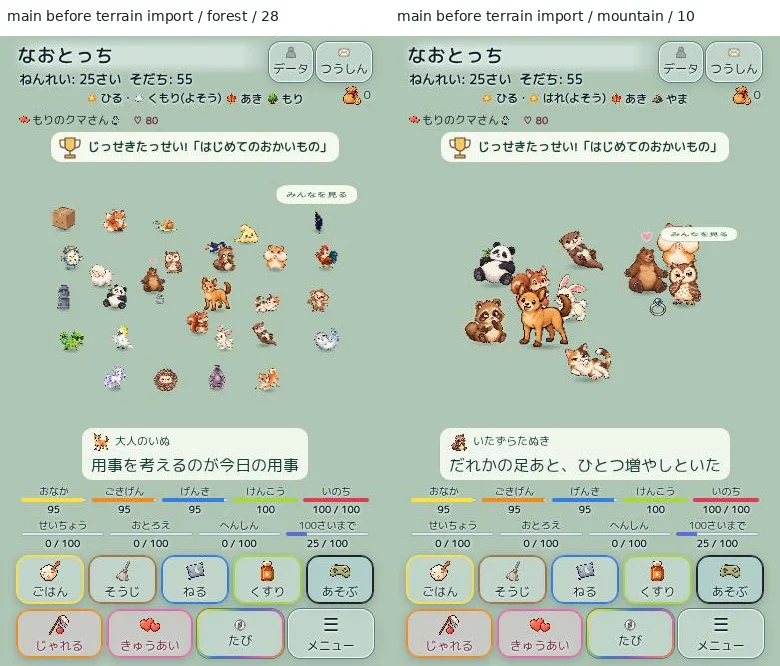 main before terrain import / forest / 28
なおとっち
データ
つうしん
ねんれい: 25さい そだち: 55
ひる・くもり(よそう) あき もり
0
もりのクマさん ♡ 80
じっせきたっせい!「はじめてのおかいもの」
みんなを見る
大人のいぬ
用事を考えるのが今日の用事
おなか ごきげん げんき けんこう いのち
95 95 95 100 100 / 100
せいちょう おとろえ へんしん 100さいまで
0 / 100 0 / 100 0 / 100 25 / 100
ごはん そうじ ねる くすり あそぶ
じゃれる きゅうあい たび メニュー
main before terrain import / mountain / 10
なおとっち
データ
つうしん
ねんれい: 25さい そだち: 55
ひる・はれ(よそう) あき やま
0
もりのクマさん ♡ 80
じっせきたっせい!「はじめてのおかいもの」
みんなを見る
いたずらたぬき
だれかの足あと、ひとつ増やしといた
おなか ごきげん げんき けんこう いのち
95 95 95 100 100 / 100
せいちょう おとろえ へんしん 100さいまで
0 / 100 0 / 100 0 / 100 25 / 100
ごはん そうじ ねる くすり あそぶ
じゃれる きゅうあい たび メニュー